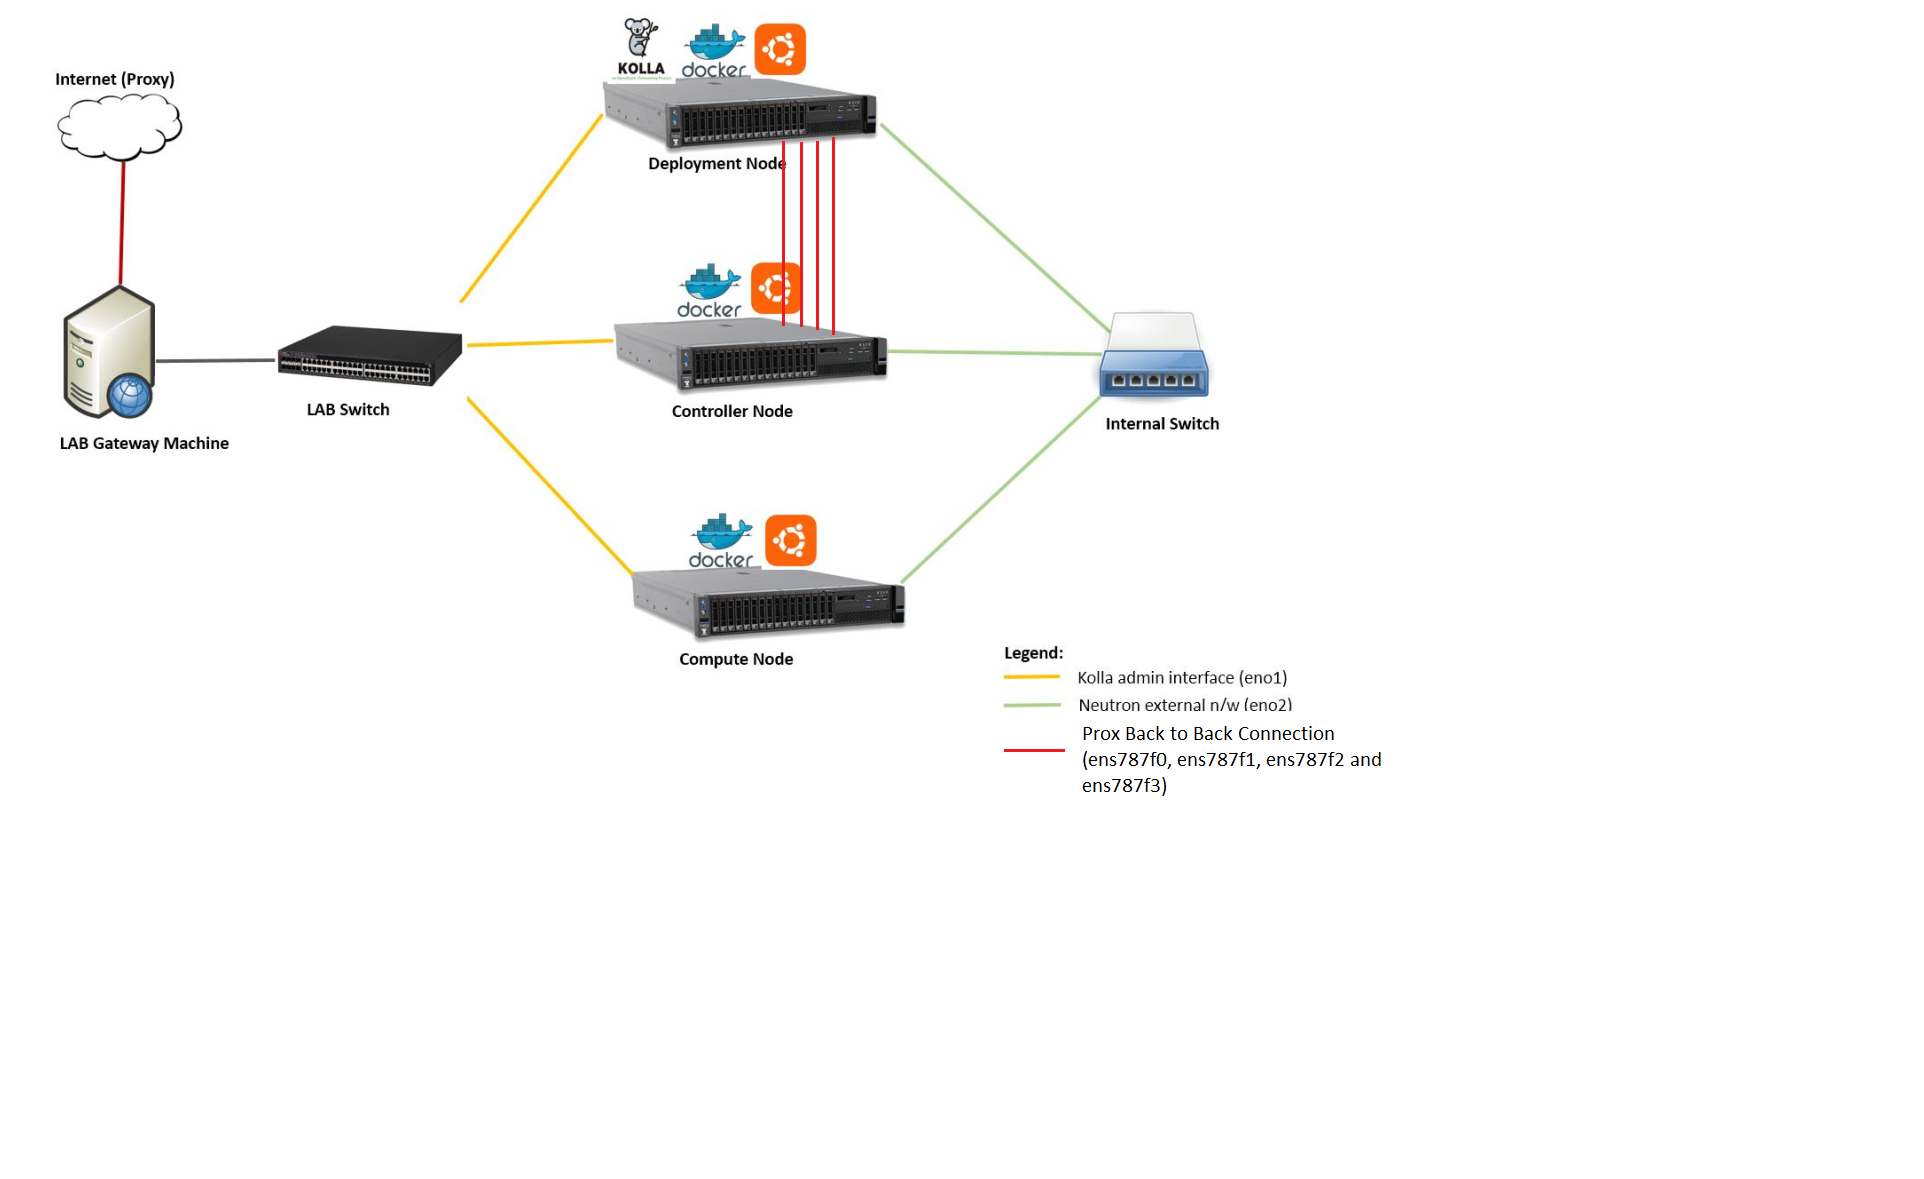 Internet (Proxy)
KOLLA
docker
Deployment Node
docker
LAB Switch
Controller Node
Internal Switch
LAB Gateway Machine
docker
Compute Node
Legend:
Kolla admin interface (eno1)
Neutron external n/w (eno2)
Prox Back to Back Connection
(ens787f0, ens787f1, ens787f2 and
ens787f3)